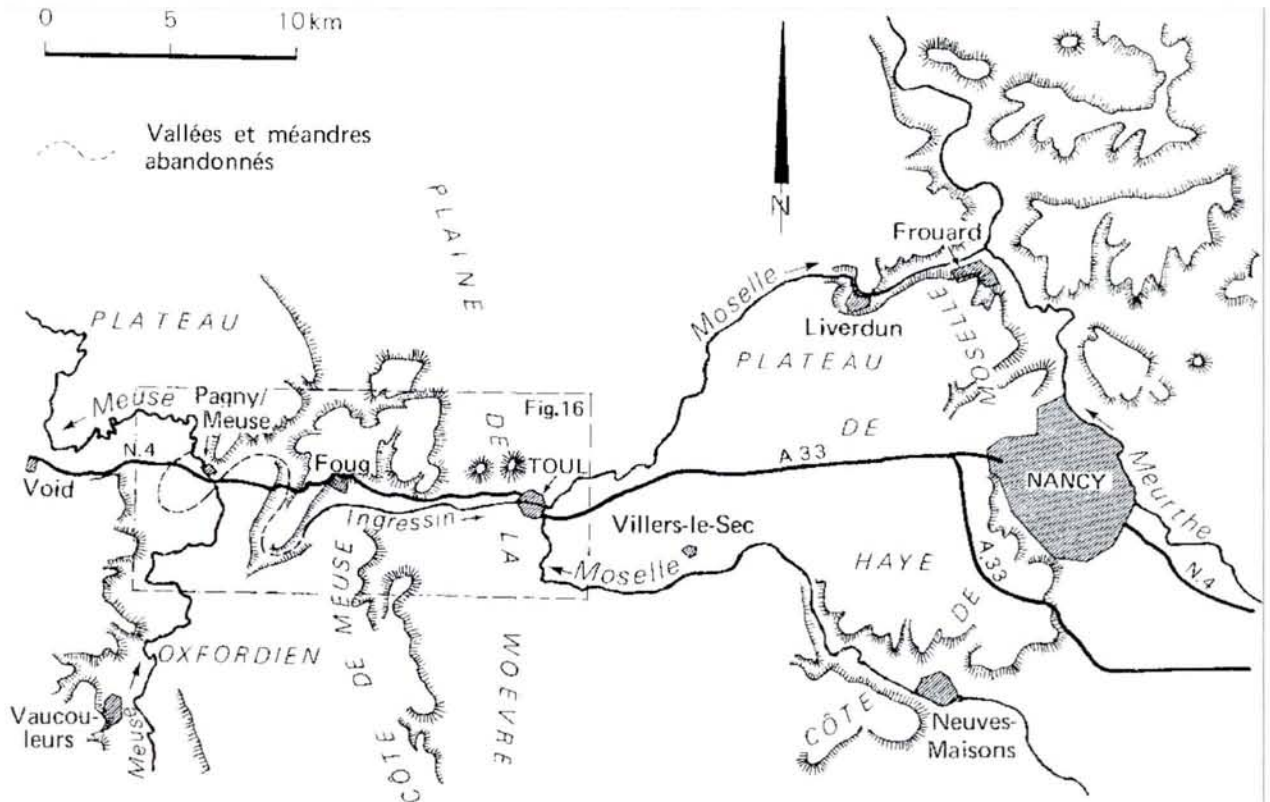 0 5 10 km
Vallées et méandres
abandonnés
N
PLAINE
DE
LA
WOEVRE
PLATEAU
OXFORDIEN
Meuse
Pagny/
Meuse
N.4
Void
Foug
Fig.16
TOUL
Ingressin
Vaucou-
leurs
Meuse
CÔTE
DE MEUSE
Moselle
Frouard
Liverdun
MOSELLE
PLATEAU
DE
HAYE
A 33
NANCY
Meurthe
N.4
A.33
Villers-le-Sec
Moselle
DE
CÔTE
Neuves-
Maisons